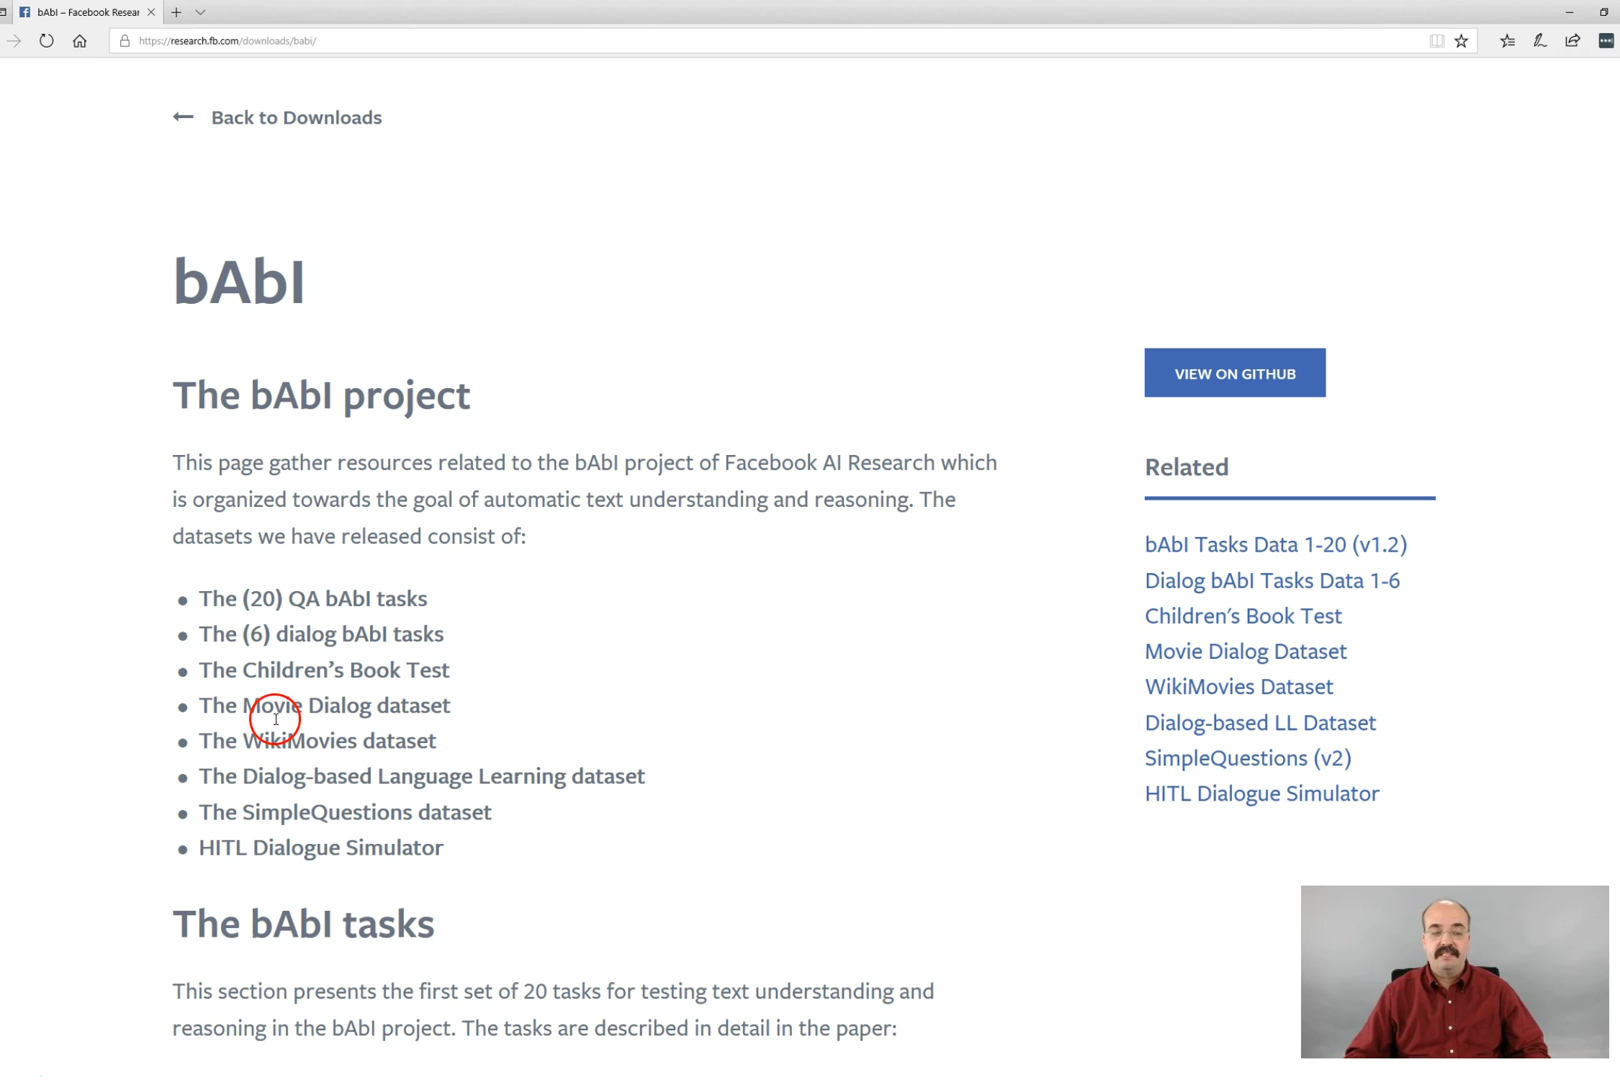 bAbI – Facebook Resear
https://research.fb.com/downloads/babi/
Back to Downloads
bAbI
The bAbI project
This page gather resources related to the bAbI project of Facebook AI Research which
is organized towards the goal of automatic text understanding and reasoning. The
datasets we have released consist of:
The (20) QA bAbI tasks
The (6) dialog bAbI tasks
The Children’s Book Test
The Movie Dialog dataset
The WikiMovies dataset
The Dialog-based Language Learning dataset
The SimpleQuestions dataset
HITL Dialogue Simulator
The bAbI tasks
This section presents the first set of 20 tasks for testing text understanding and
reasoning in the bAbI project. The tasks are described in detail in the paper:
VIEW ON GITHUB
Related
bAbI Tasks Data 1-20 (v1.2)
Dialog bAbI Tasks Data 1-6
Children’s Book Test
Movie Dialog Dataset
WikiMovies Dataset
Dialog-based LL Dataset
SimpleQuestions (v2)
HITL Dialogue Simulator